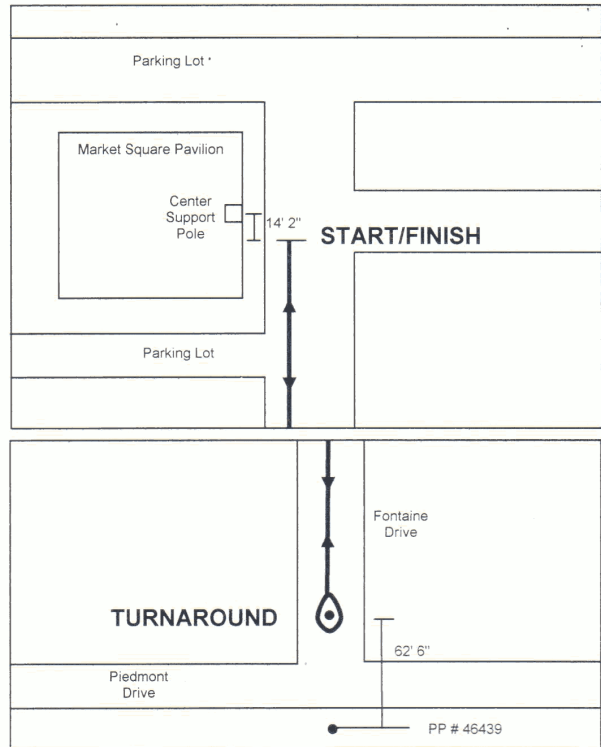 Parking Lot
Market Square Pavilion
Center
Support
Pole
14' 2"
START/FINISH
Parking Lot
Fontaine
Drive
TURNAROUND
62' 6"
Piedmont
Drive
PP # 46439